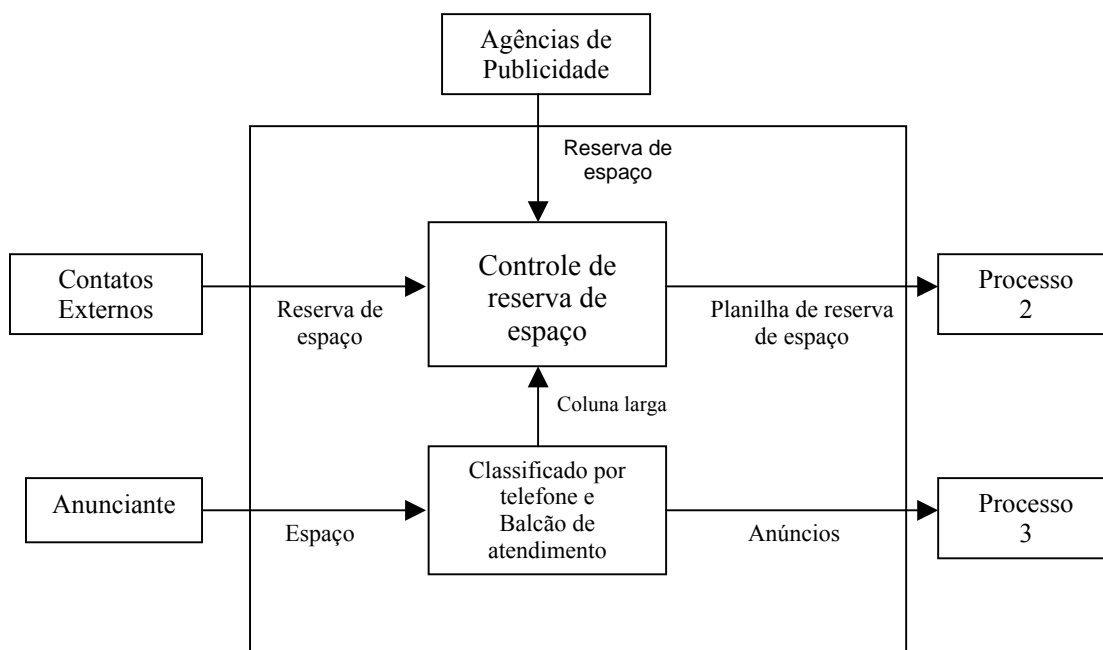 Agências de
Publicidade
Reserva de
espaço
Contatos
Externos
Reserva de
espaço
Controle de
reserva de
espaço
Planilha de reserva
de espaço
Processo
2
Coluna larga
Anunciante
Espaço
Classificado por
telefone e
Balcão de
atendimento
Anúncios
Processo
3